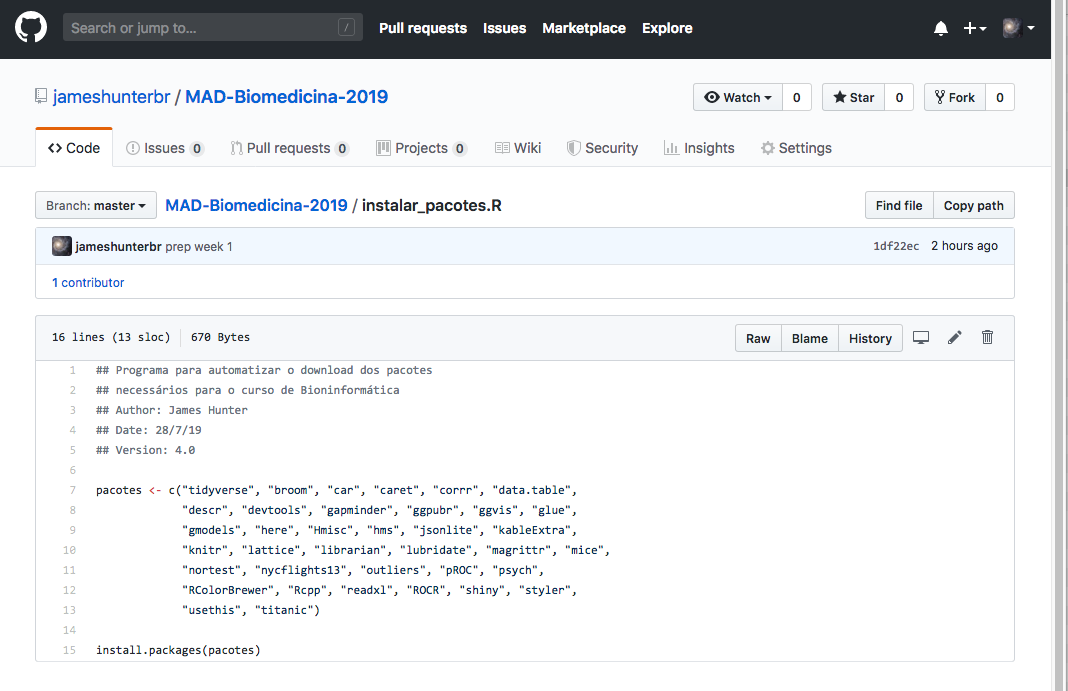 Search or jump to... /
Pull requests Issues Marketplace Explore
jameshunterbr / MAD-Biomedicina-2019
Watch 0 Star 0 Fork 0
Code Issues 0 Pull requests 0 Projects 0 Wiki Security Insights Settings
Branch: master MAD-Biomedicina-2019 / instalar_pacotes.R Find file Copy path
jameshunterbr prep week 1 1df22ec 2 hours ago
1 contributor
16 lines (13 sloc) 670 Bytes Raw Blame History
1 ## Programa para automatizar o download dos pacotes
2 ## necessários para o curso de Bioninformática
3 ## Author: James Hunter
4 ## Date: 28/7/19
5 ## Version: 4.0
6
7 pacotes <- c("tidyverse", "broom", "car", "caret", "corrr", "data.table",
8 "descr", "devtools", "gapminder", "ggpubr", "ggvis", "glue",
9 "gmodels", "here", "Hmisc", "hms", "jsonlite", "kableExtra",
10 "knitr", "lattice", "librarian", "lubridate", "magrittr", "mice",
11 "nortest", "nycflights13", "outliers", "pROC", "psych",
12 "RColorBrewer", "Rcpp", "readxl", "ROCR", "shiny", "styler",
13 "usethis", "titanic")
14
15 install.packages(pacotes)